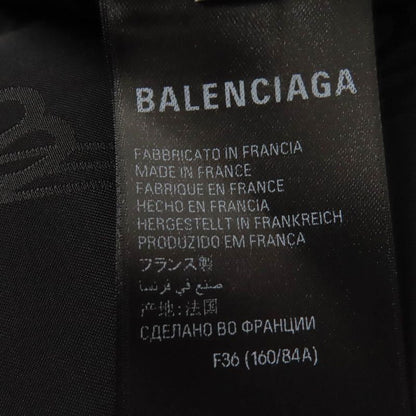 BALENCIAGA
FABBRICATO IN FRANCIA
MADE IN FRANCE
FABRIQUE EN FRANCE
HECHO EN FRANCIA
HERGESTELLT IN FRANKREICH
PRODUZIDO EM FRANÇA
フランス製
صنع في فرنسا
产地: 法国
СДЕЛАНО ВО ФРАНЦИИ
F36 (160/84A)